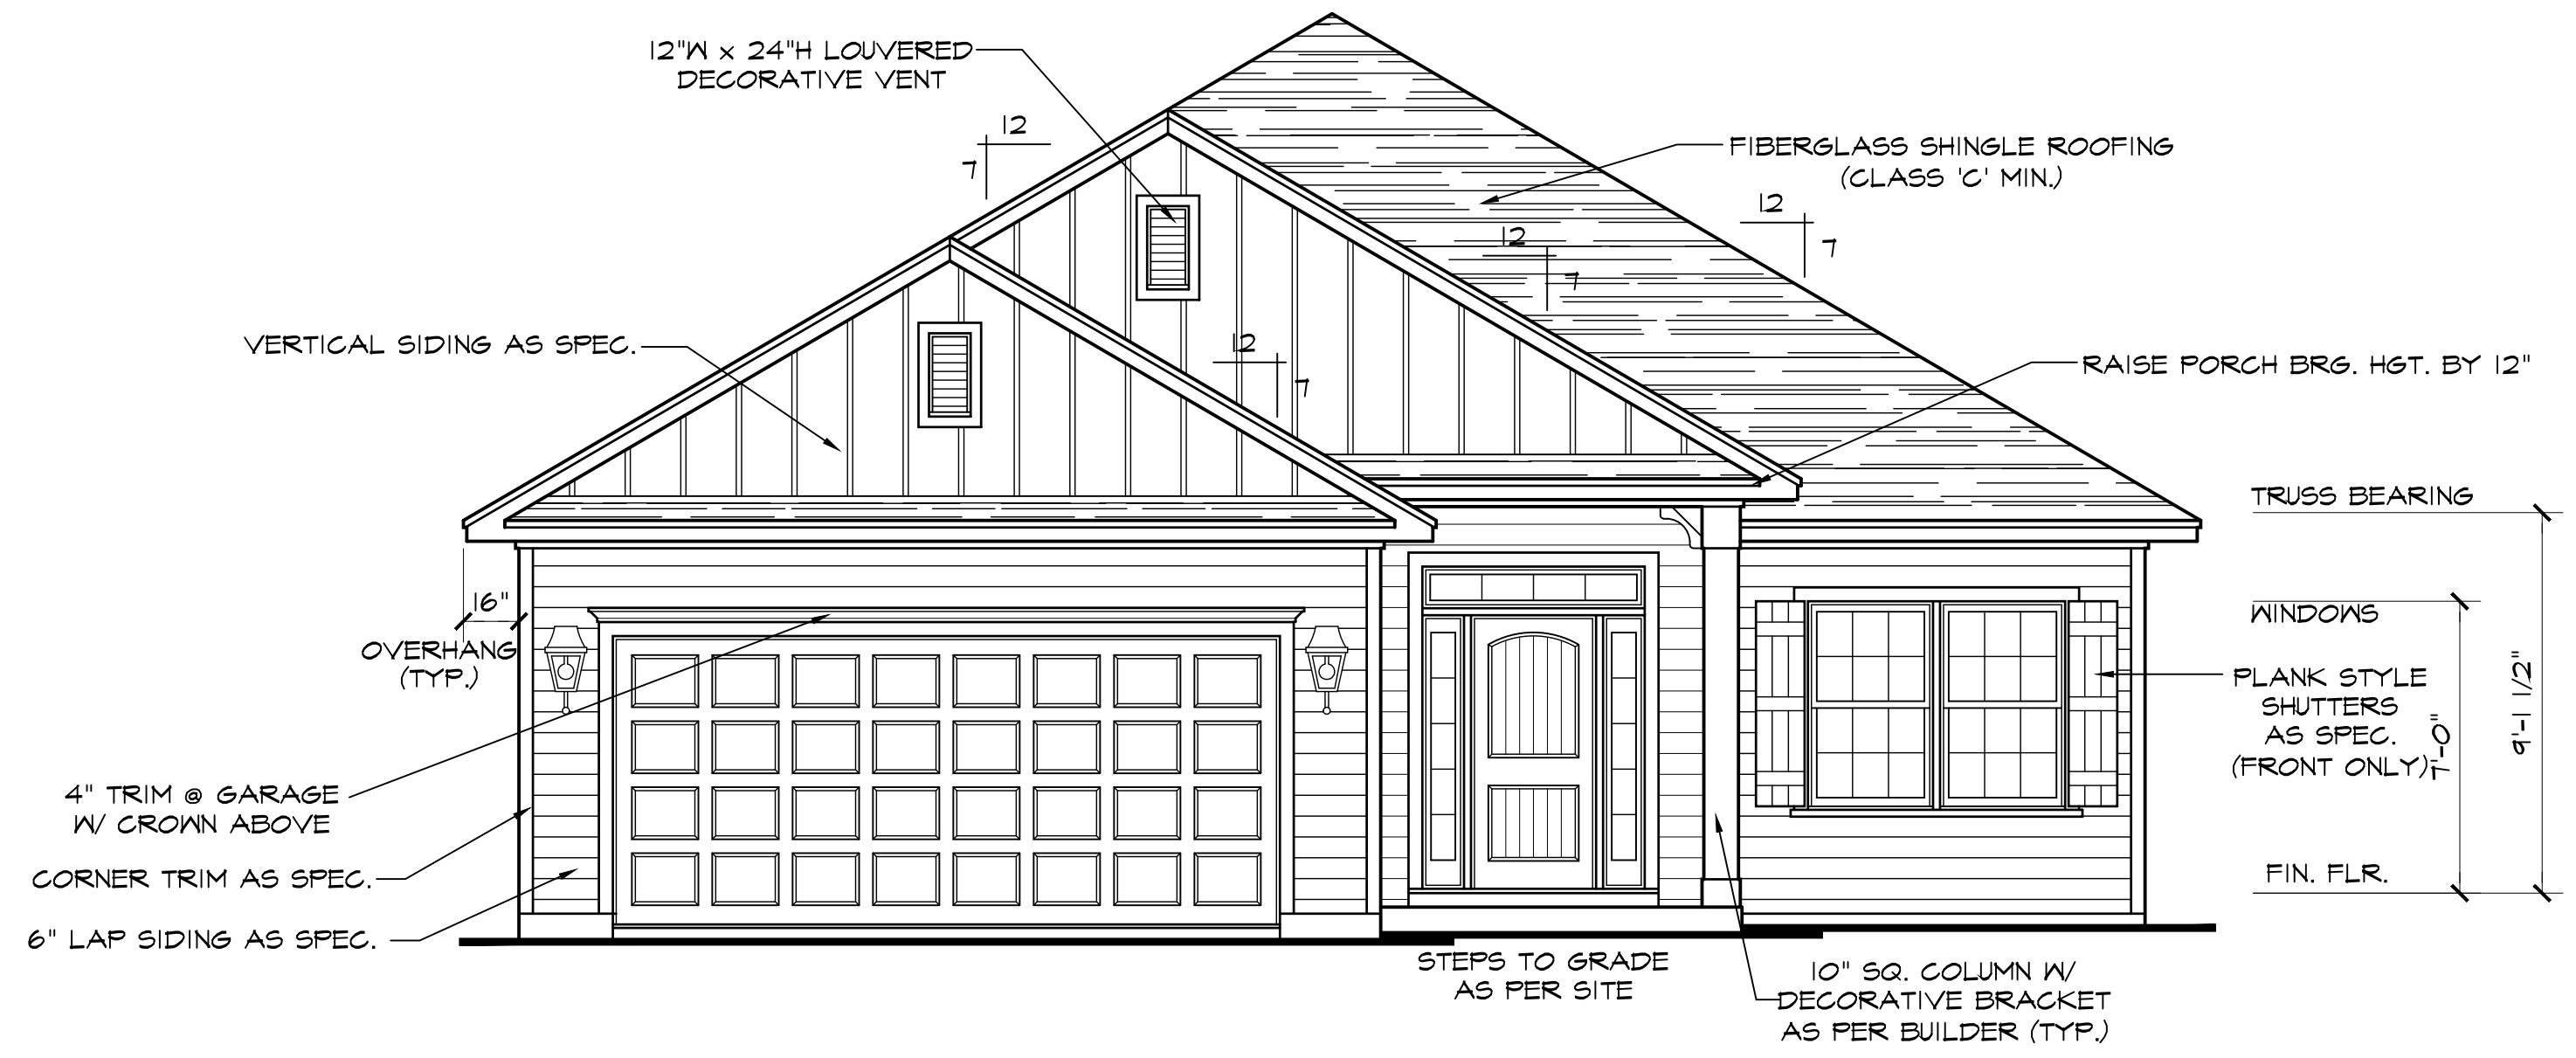 12"W x 24"H LOUVERED
DECORATIVE VENT
12
7
FIBERGLASS SHINGLE ROOFING
(CLASS 'C' MIN.)
12
7
12
7
VERTICAL SIDING AS SPEC.
12
7
RAISE PORCH BRG. HGT. BY 12"
TRUSS BEARING
16"
OVERHANG
(TYP.)
WINDOWS
PLANK STYLE
SHUTTERS
AS SPEC.
(FRONT ONLY)
7'-0"
9'-1 1/2"
4" TRIM @ GARAGE
W/ CROWN ABOVE
CORNER TRIM AS SPEC.
FIN. FLR.
6" LAP SIDING AS SPEC.
STEPS TO GRADE
AS PER SITE
10" SQ. COLUMN W/
DECORATIVE BRACKET
AS PER BUILDER (TYP.)